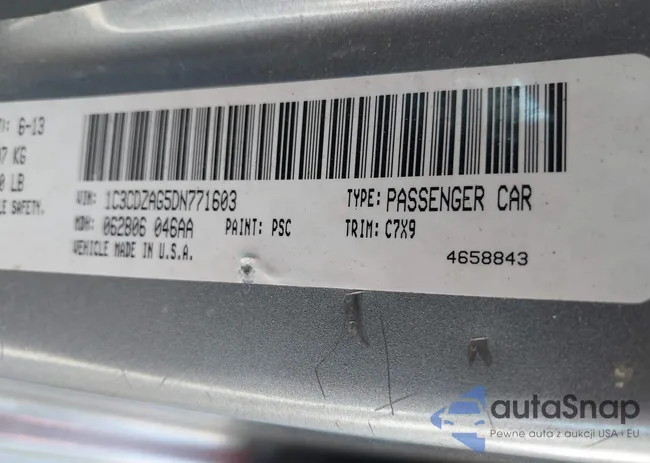 ): 6-13
7 KG
0 LB
LE SAFETY.
VIN: 1C3CDZAG5DN771603
TYPE: PASSENGER CAR
MDH: 062806 046AA
PAINT: PSC
TRIM: C7X9
VEHICLE MADE IN U.S.A.
4658843
autoSnap
Pewne auta z aukcji USA i EU